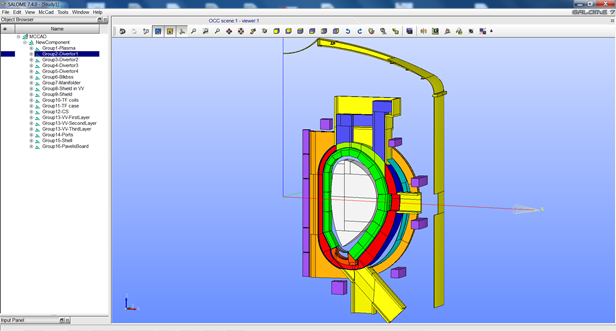 SALOME 7.4.0 - [Study1]
File Edit View McCad Tools Window Help
Object Browser
OCC scene:1 - viewer:1
SALOME 7
Name
MCCAD
NewComponent
Group1-Plasma
Group2-Divertor1
Group3-Divertor2
Group4-Divertor3
Group5-Divertor4
Group6-Blkbox
Group7-Manifolder
Group8-Shield in VV
Group9-Shield
Group10-TF coils
Group11-TF case
Group12-CS
Group13-VV-FirstLayer
Group13-VV-SecondLayer
Group13-VV-ThirdLayer
Group14-Ports
Group15-Shell
Group16-PavelsBoard
Input Panel